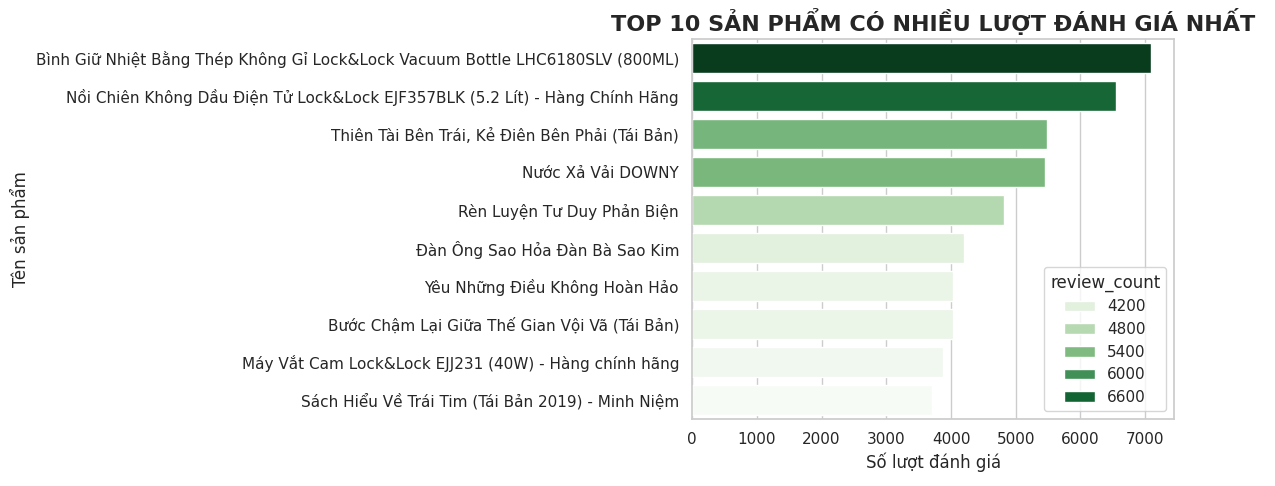 TOP 10 SẢN PHẨM CÓ NHIỀU LƯỢT ĐÁNH GIÁ NHẤT
Tên sản phẩm
Bình Giữ Nhiệt Bằng Thép Không Gỉ Lock&Lock Vacuum Bottle LHC6180SLV (800ML)
Nồi Chiên Không Dầu Điện Tử Lock&Lock EJF357BLK (5.2 Lít) - Hàng Chính Hãng
Thiên Tài Bên Trái, Kẻ Điên Bên Phải (Tái Bản)
Nước Xả Vải DOWNY
Rèn Luyện Tư Duy Phản Biện
Đàn Ông Sao Hỏa Đàn Bà Sao Kim
Yêu Những Điều Không Hoàn Hảo
Bước Chậm Lại Giữa Thế Gian Vội Vã (Tái Bản)
Máy Vắt Cam Lock&Lock EJJ231 (40W) - Hàng chính hãng
Sách Hiểu Về Trái Tim (Tái Bản 2019) - Minh Niệm
review_count
4200
4800
5400
6000
6600
0 1000 2000 3000 4000 5000 6000 7000
Số lượt đánh giá